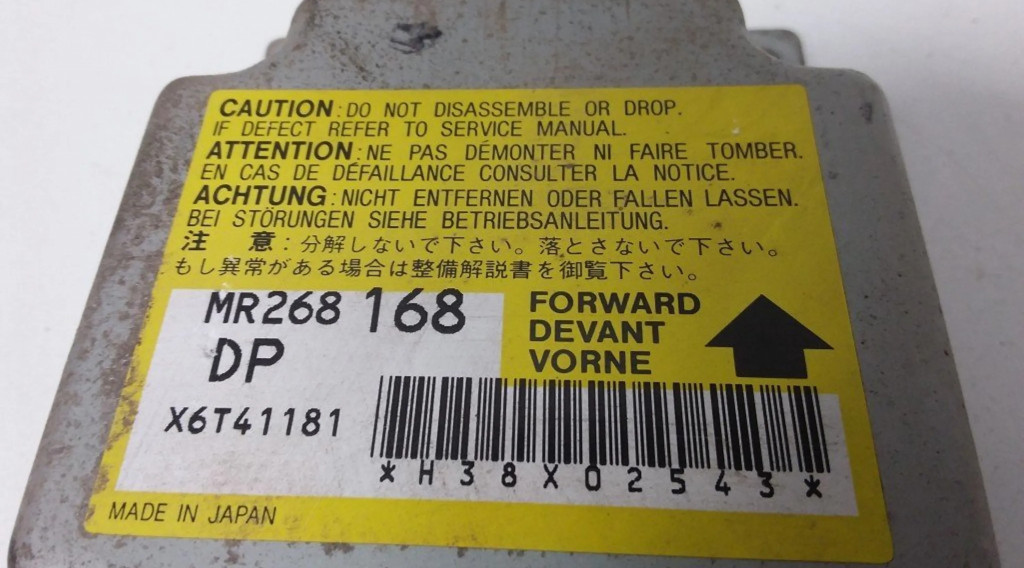 CAUTION: DO NOT DISASSEMBLE OR DROP.
IF DEFECT REFER TO SERVICE MANUAL.
ATTENTION: NE PAS DÉMONTER NI FAIRE TOMBER.
EN CAS DE DÉFAILLANCE CONSULTER LA NOTICE.
ACHTUNG: NICHT ENTFERNEN ODER FALLEN LASSEN.
BEI STÖRUNGEN SIEHE BETRIEBSANLEITUNG.
注 意:分解しないで下さい。落とさないで下さい。
もし異常がある場合は整備解説書を御覧下さい。
MR268 168
DP
FORWARD
DEVANT
VORNE
X6T41181
*H38X02543*
MADE IN JAPAN